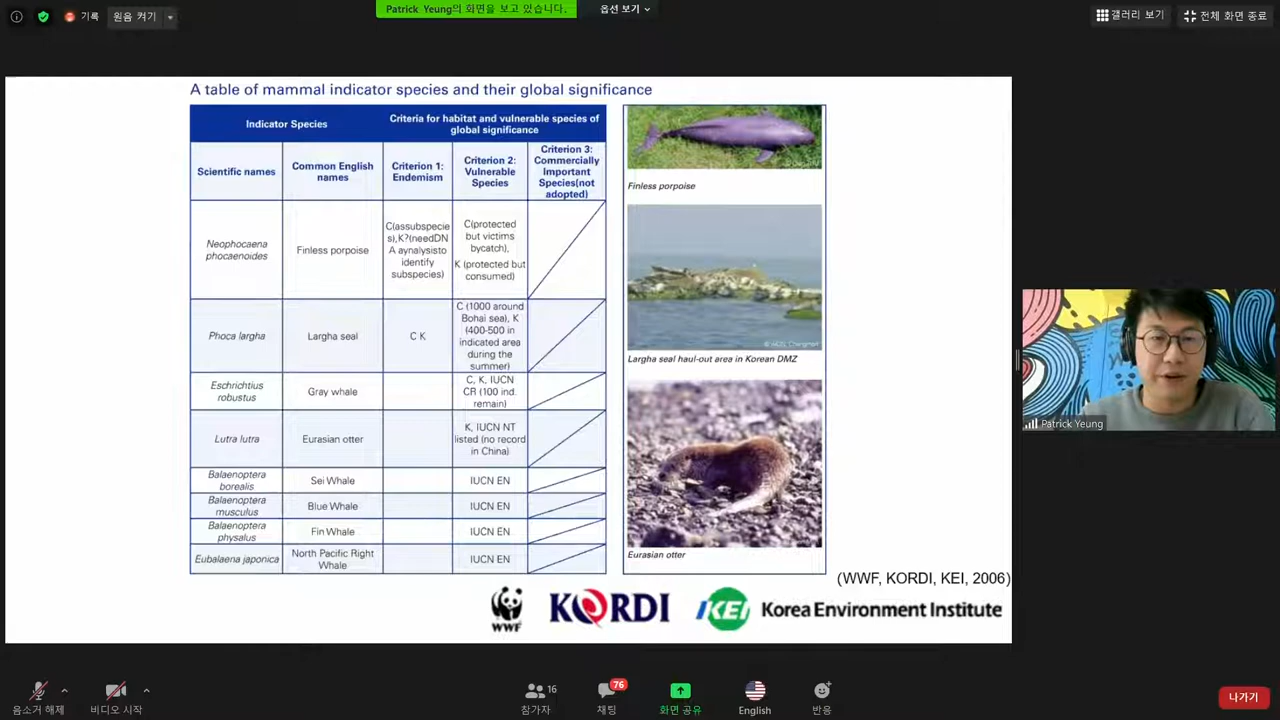 기록
원음 켜기
Patrick Yeung의 화면을 보고 있습니다.
옵션 보기
갤러리 보기
전체 화면 종료
A table of mammal indicator species and their global significance
Indicator Species
Criteria for habitat and vulnerable species of
global significance
Scientific names
Common English
names
Criterion 1:
Endemism
Criterion 2:
Vulnerable
Species
Criterion 3:
Commercially
Important
Species(not
adopted)
Neophocaena
phocaenoides
Finless porpoise
C(assubspecie
s),K?(needDN
A aynalysisto
identify
subspecies)
C(protected
but victims
bycatch),
K (protected but
consumed)
Phoca largha
Largha seal
C K
C (1000 around
Bohai sea), K
(400-500 in
indicated area
during the
summer)
Eschrichtius
robustus
Gray whale
C, K, IUCN
CR (100 ind.
remain)
Lutra lutra
Eurasian otter
K, IUCN NT
listed (no record
in China)
Balaenoptera
borealis
Sei Whale
IUCN EN
Balaenoptera
musculus
Blue Whale
IUCN EN
Balaenoptera
physalus
Fin Whale
IUCN EN
Eubalaena japonica
North Pacific Right
Whale
IUCN EN
Finless porpoise
Largha seal haul-out area in Korean DMZ
Eurasian otter
(WWF, KORDI, KEI, 2006)
WWF
KORDI
KEI
Korea Environment Institute
Patrick Yeung
음소거 해제
비디오 시작
16
참가자
76
채팅
화면 공유
English
반응
나가기